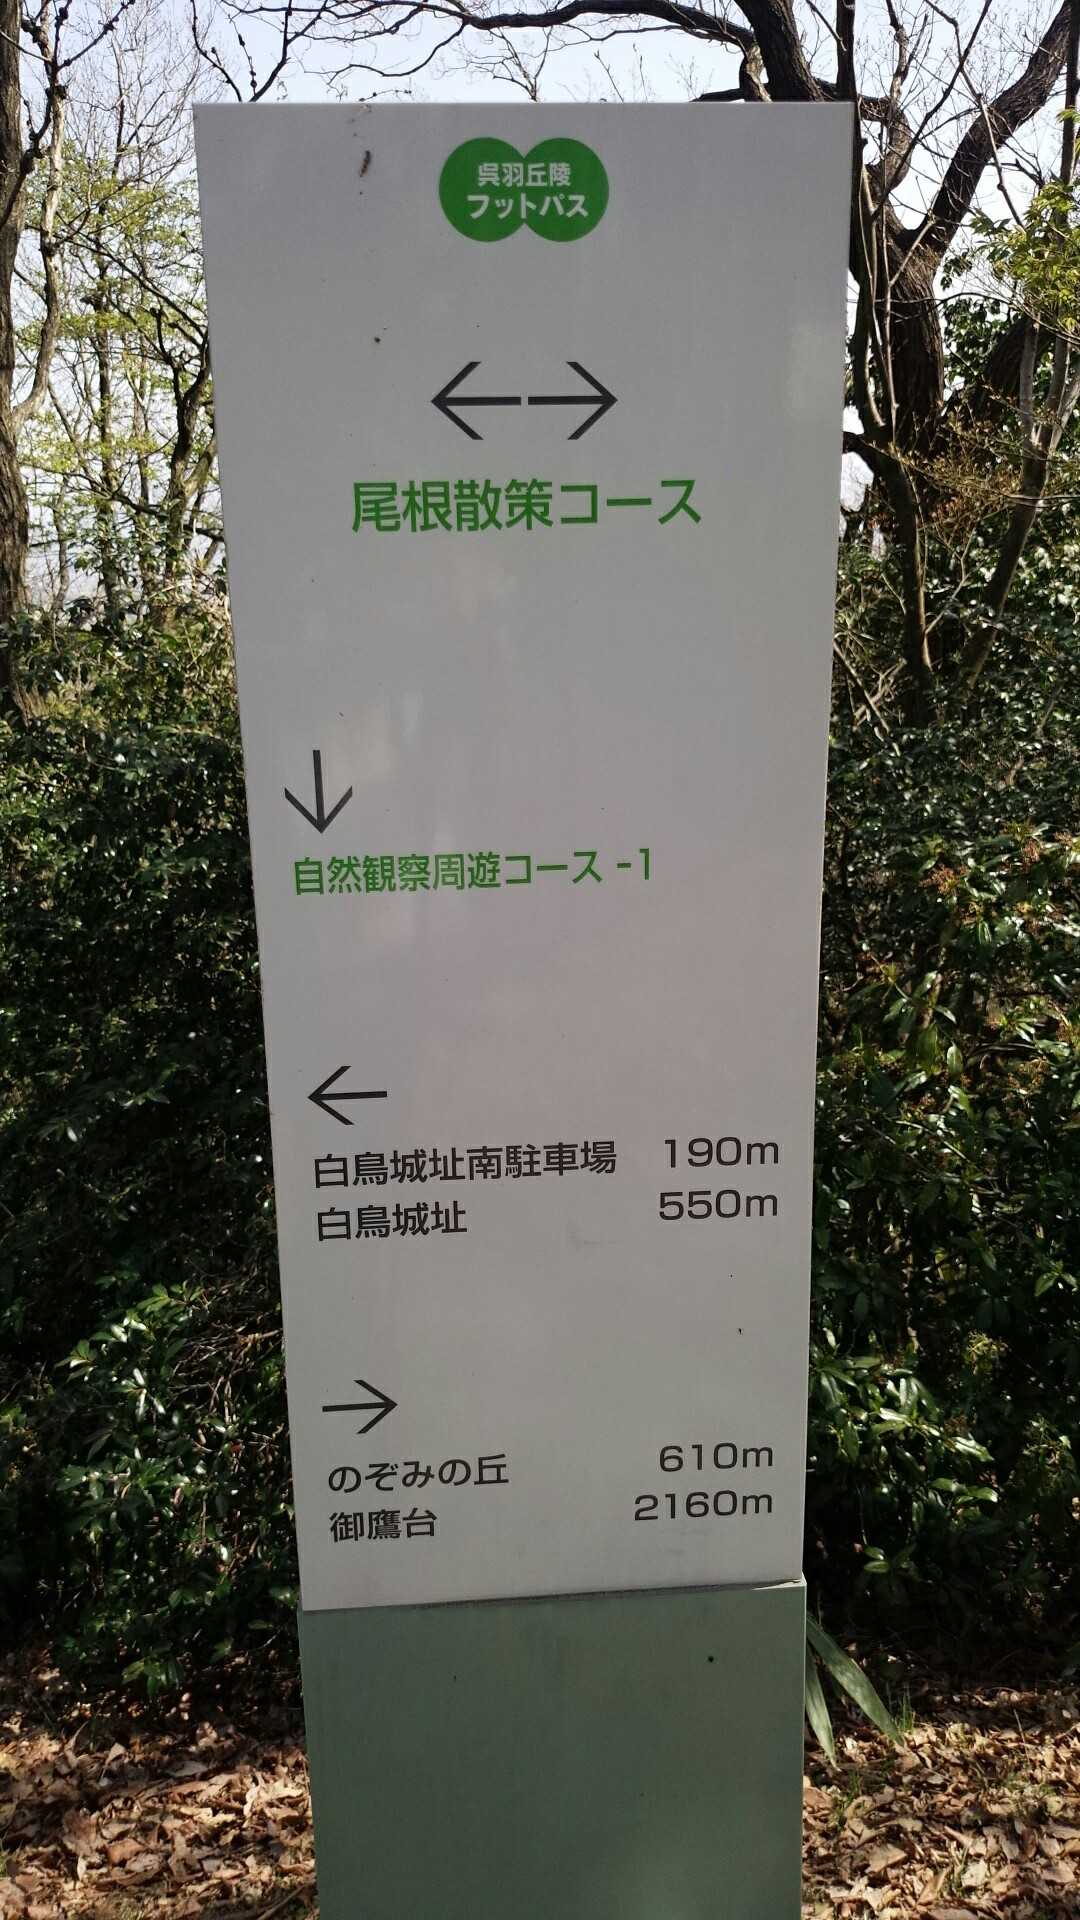 呉羽丘陵
フットパス
←→
尾根散策コース
↓
自然観察周遊コース -1
←
白鳥城址南駐車場 190m
白鳥城址 550m
→
のぞみの丘 610m
御鷹台 2160m